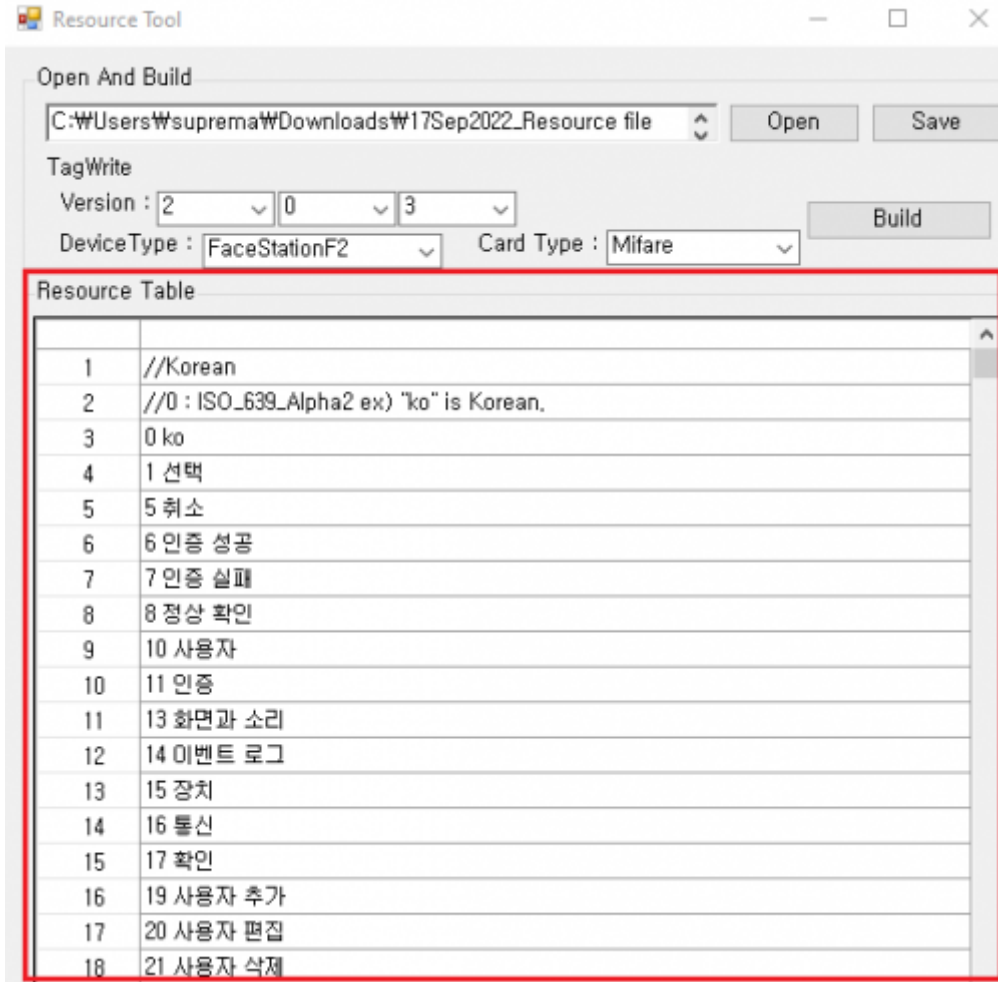 Resource Tool
Open And Build
C:₩Users₩suprema₩Downloads₩17Sep2022_Resource file
Open
Save
TagWrite
Version : 2 0 3
Build
DeviceType : FaceStationF2
Card Type : Mifare
Resource Table
1 //Korean
2 //0 : ISO_639_Alpha2 ex) "ko" is Korean.
3 0 ko
4 1 선택
5 5 취소
6 6 인증 성공
7 7 인증 실패
8 8 정상 확인
9 10 사용자
10 11 인증
11 13 화면과 소리
12 14 이벤트 로그
13 15 장치
14 16 통신
15 17 확인
16 19 사용자 추가
17 20 사용자 편집
18 21 사용자 삭제